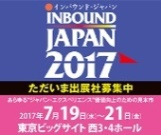 インバウンド・ジャパン
INBOUND
JAPAN
2017
ただいま出展社募集中
あらゆる"ジャパン・エクスペリエンス"価値向上のための見本市
2017年7月19日(水)〜21日(金)
東京ビッグサイト 西3・4ホール